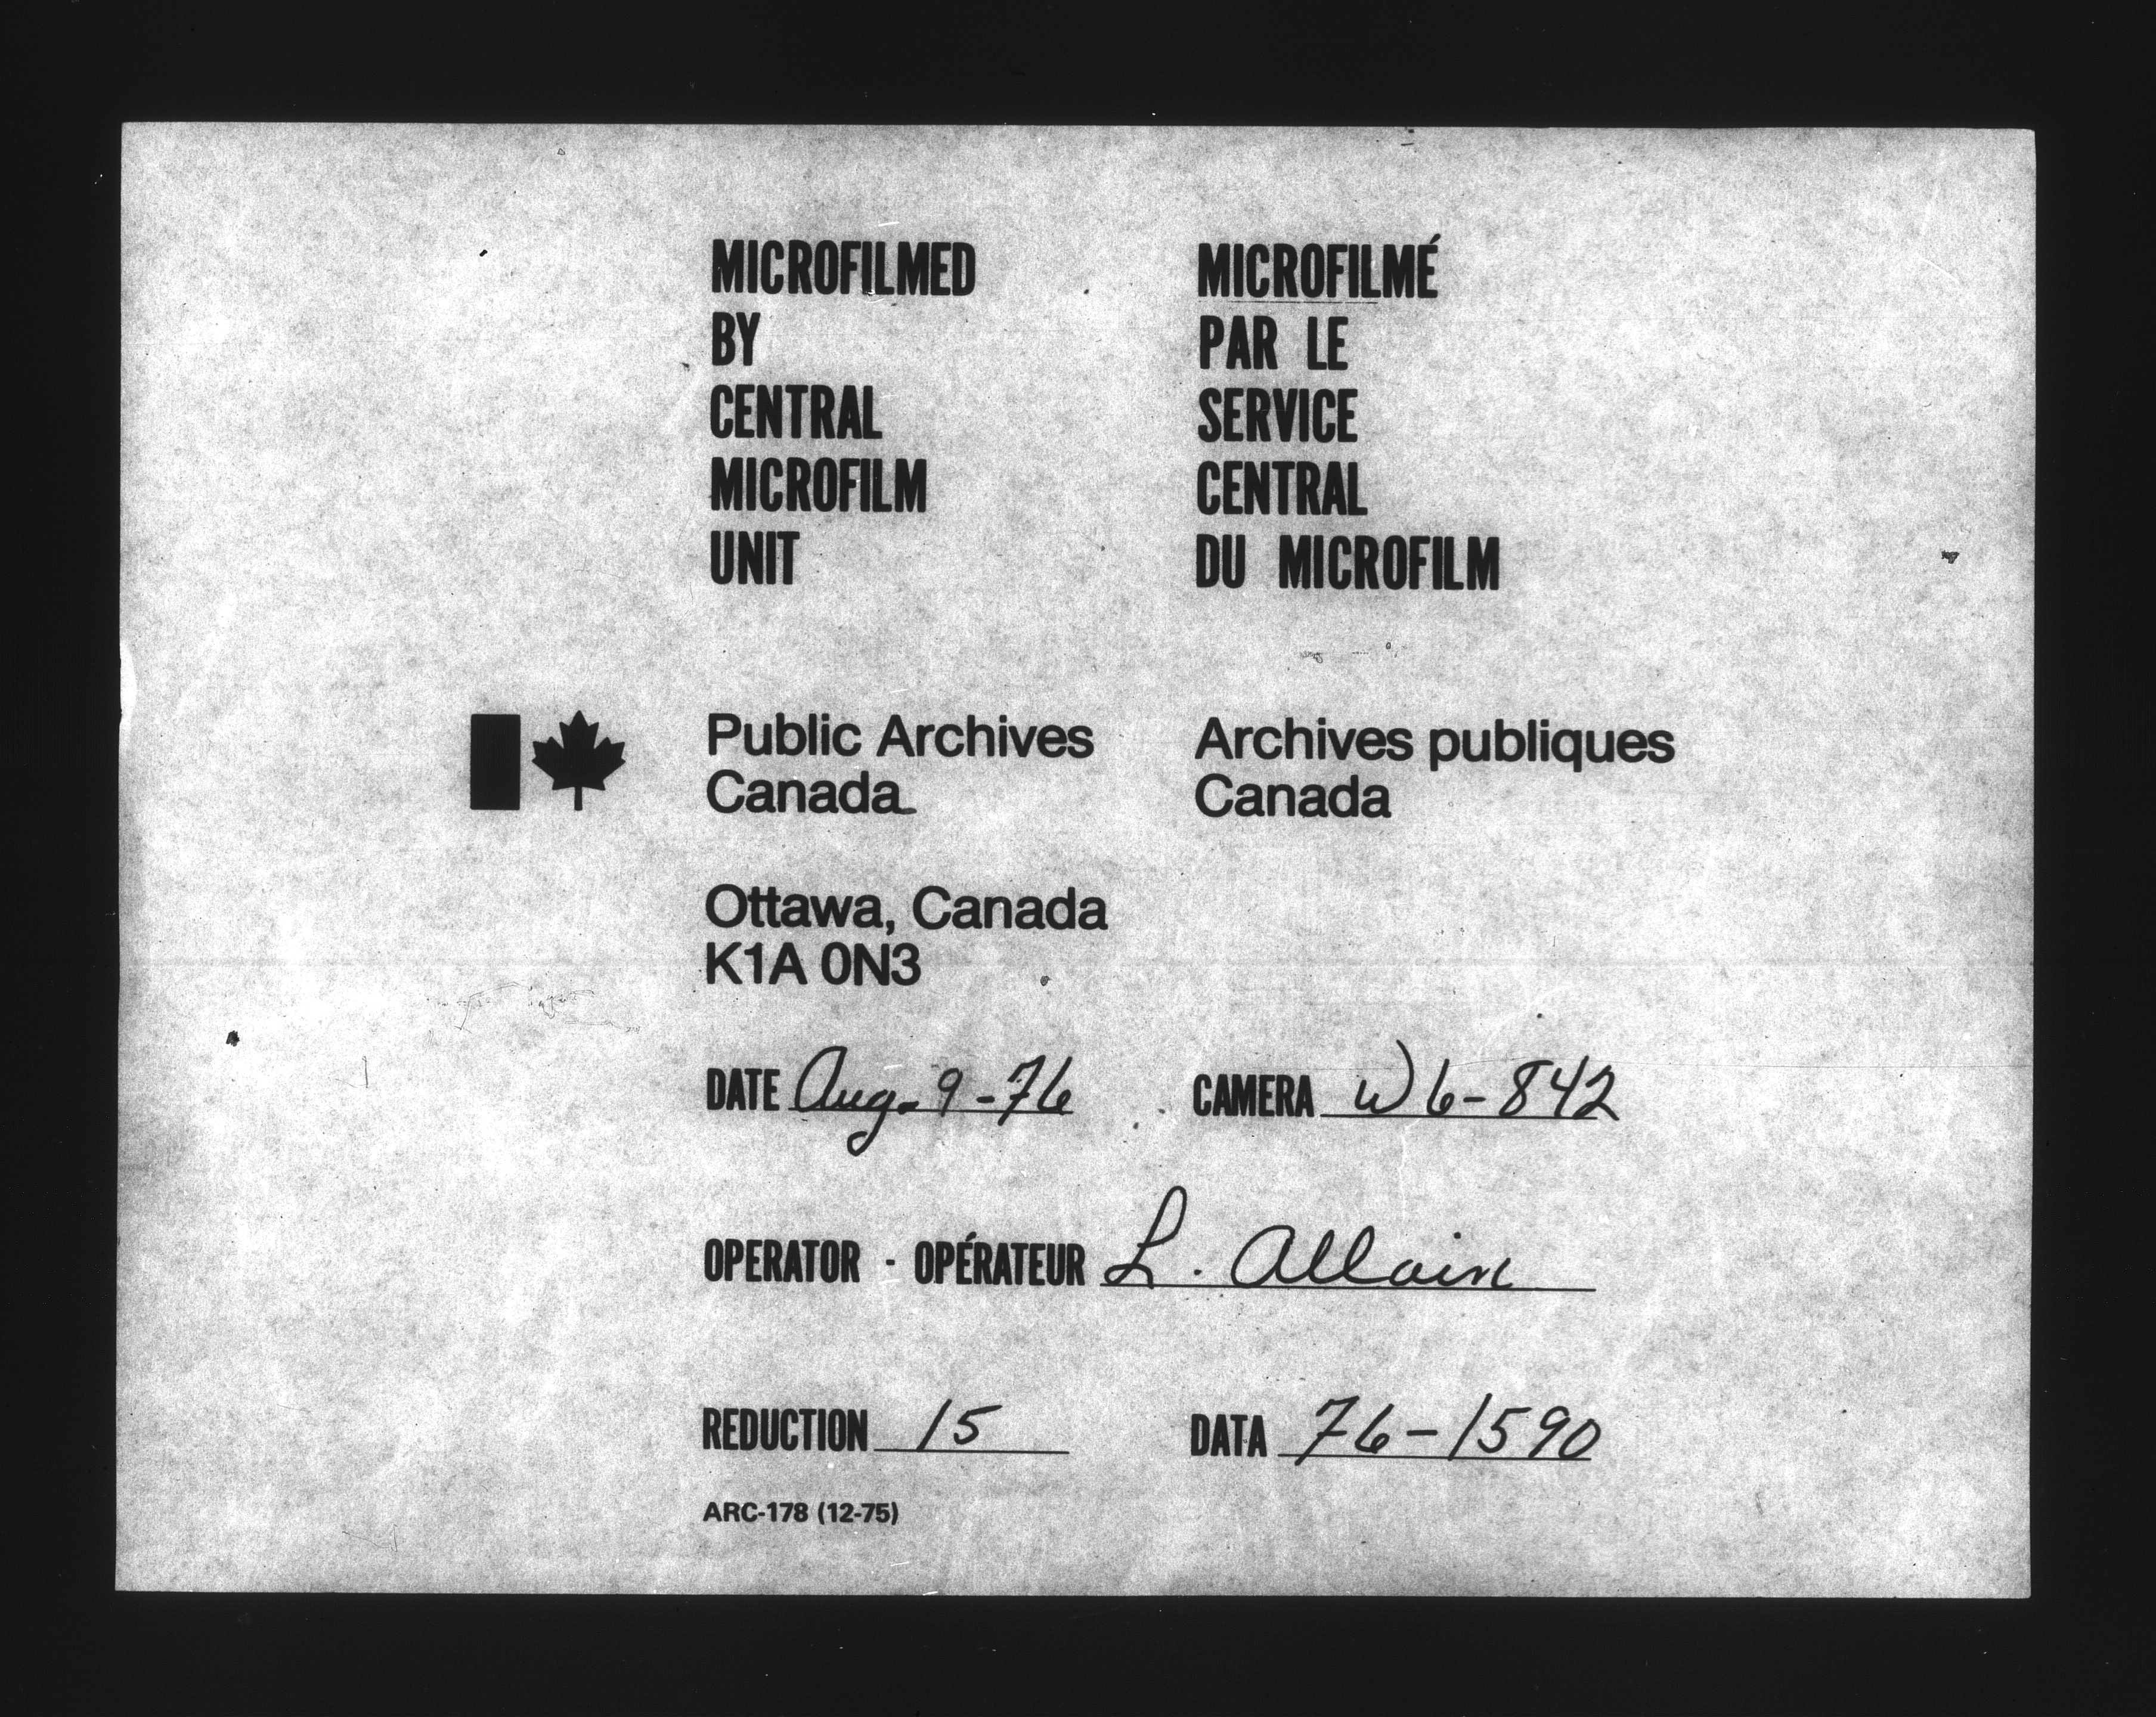 MICROFILMED
BY
CENTRAL
MICROFILM
UNIT
MICROFILMÉ
PAR LE
SERVICE
CENTRAL
DU MICROFILM
Public Archives
Canada
Archives publiques
Canada
Ottawa, Canada
K1A 0N3
DATE Aug. 9-76
CAMERA W6-842
OPERATOR - OPÉRATEUR L. Allain
REDUCTION 15
DATA 76-1590
ARC-178 (12-75)